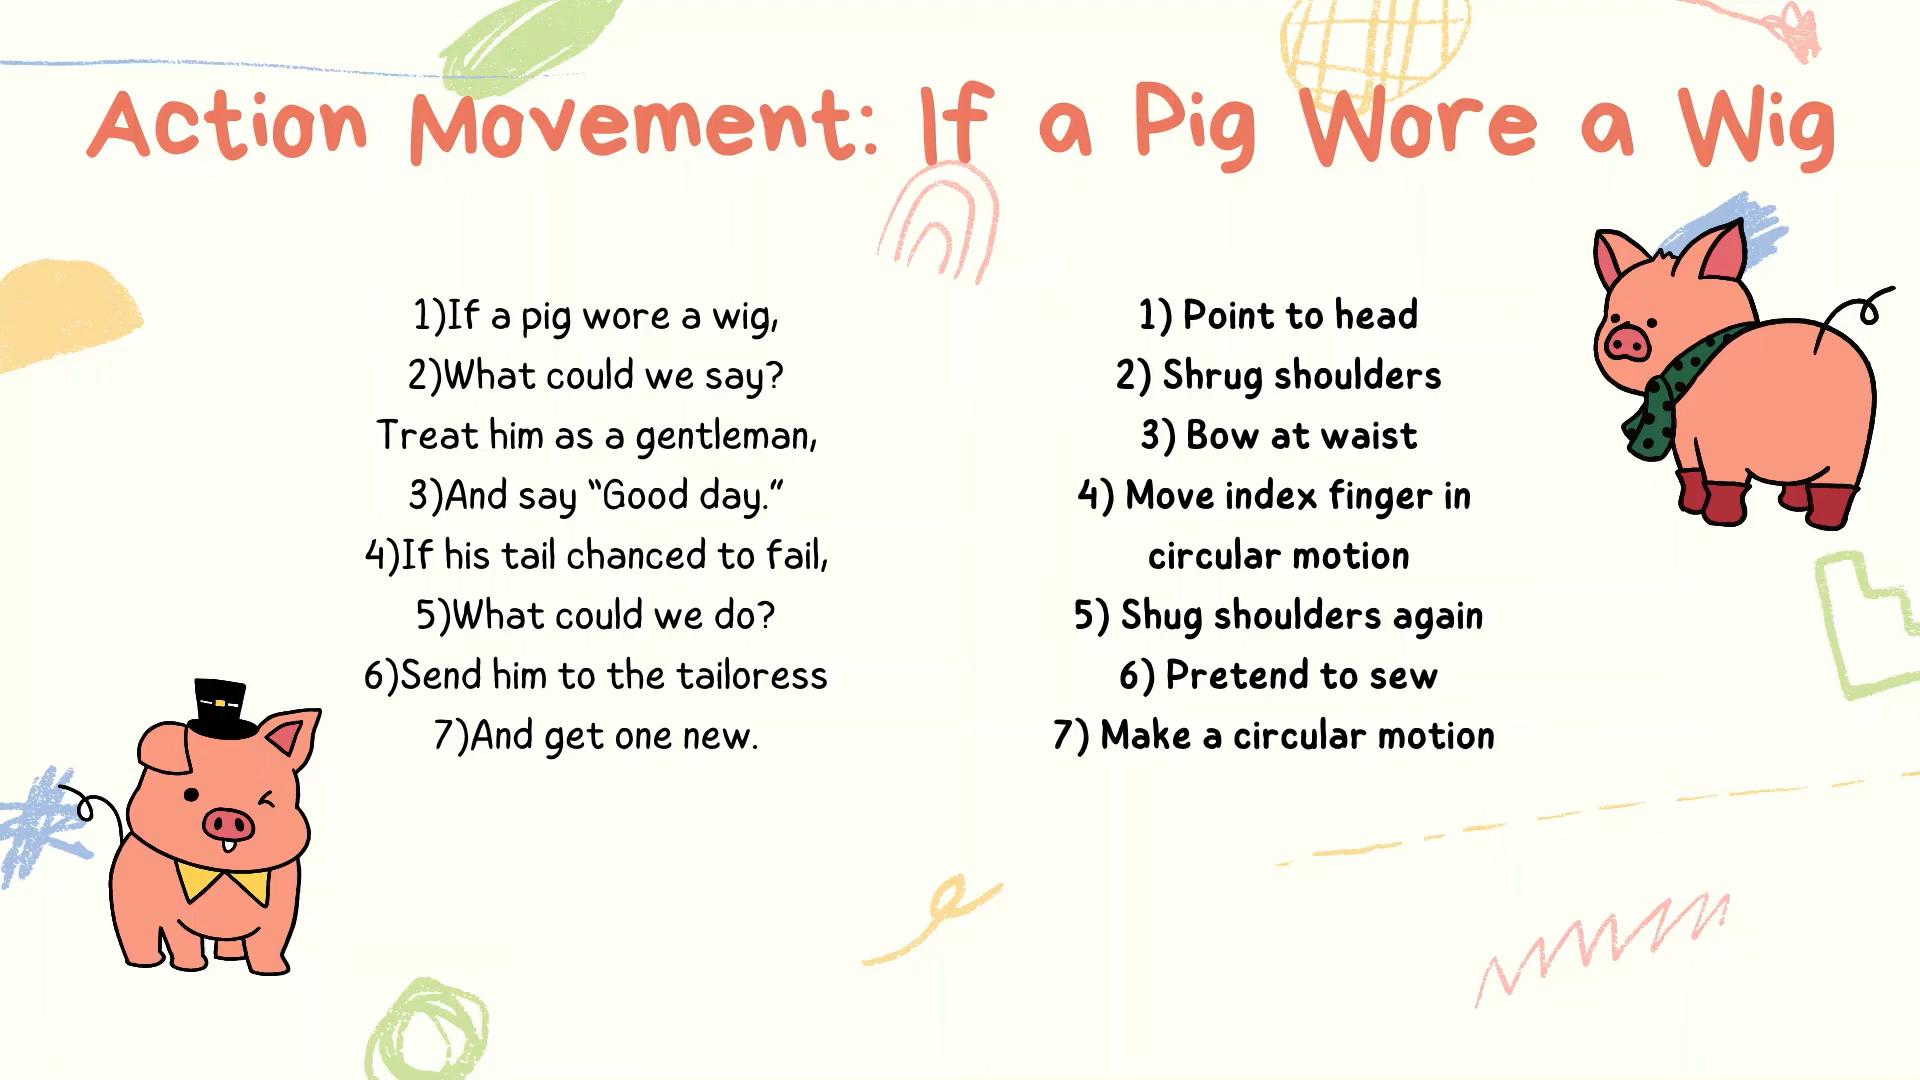 Action Movement: If a Pig Wore a Wig
1)If a pig wore a wig,
2)What could we say?
Treat him as a gentleman,
3)And say “Good day.”
4)If his tail chanced to fail,
5)What could we do?
6)Send him to the tailoress
7)And get one new.
1) Point to head
2) Shrug shoulders
3) Bow at waist
4) Move index finger in
circular motion
5) Shug shoulders again
6) Pretend to sew
7) Make a circular motion